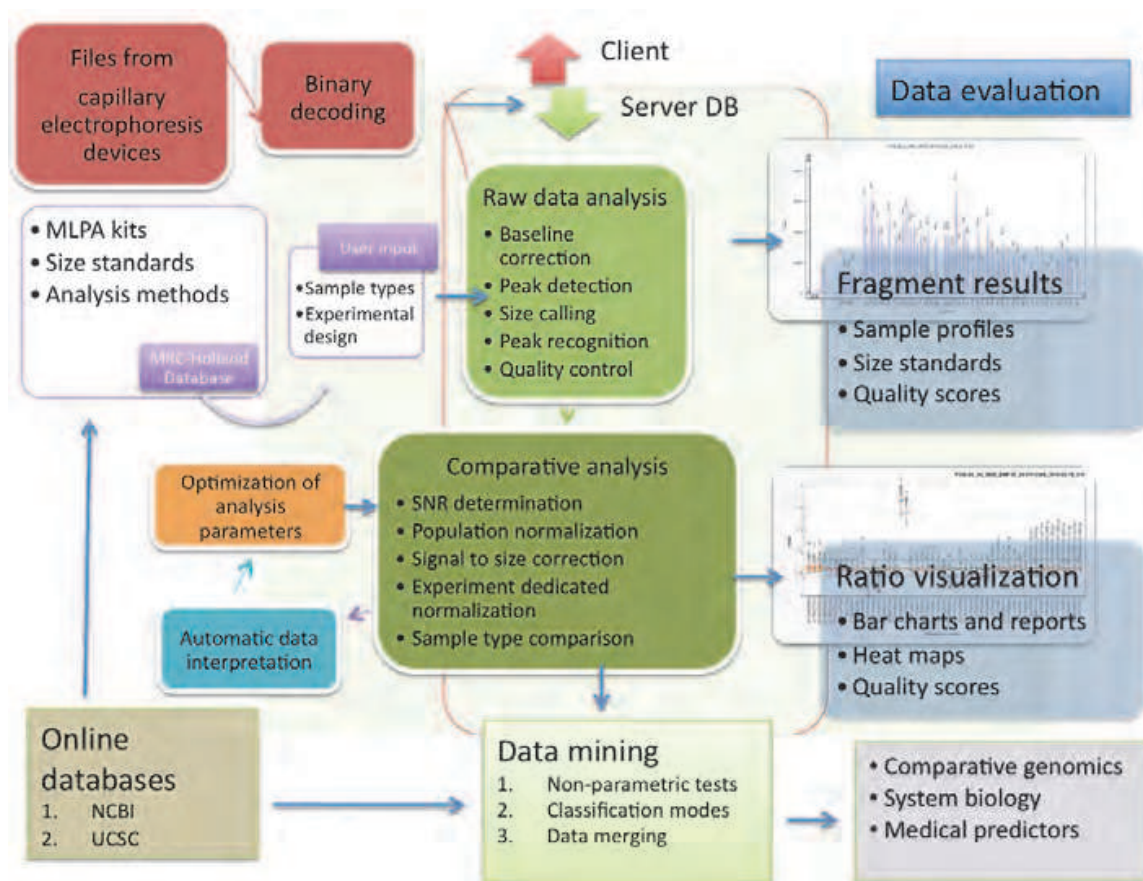 Files from
capillary
electrophoresis
devices
Binary
decoding
Client
Server DB
Data evaluation
• MLPA kits
• Size standards
• Analysis methods
MRC-Holland
Database
User input
• Sample types
• Experimental
design
Raw data analysis
• Baseline
correction
• Peak detection
• Size calling
• Peak recognition
• Quality control
Fragment results
• Sample profiles
• Size standards
• Quality scores
Optimization of
analysis
parameters
Automatic data
interpretation
Comparative analysis
• SNR determination
• Population normalization
• Signal to size correction
• Experiment dedicated
normalization
• Sample type comparison
Ratio visualization
• Bar charts and reports
• Heat maps
• Quality scores
Online
databases
1. NCBI
2. UCSC
Data mining
1. Non-parametric tests
2. Classification modes
3. Data merging
• Comparative genomics
• System biology
• Medical predictors